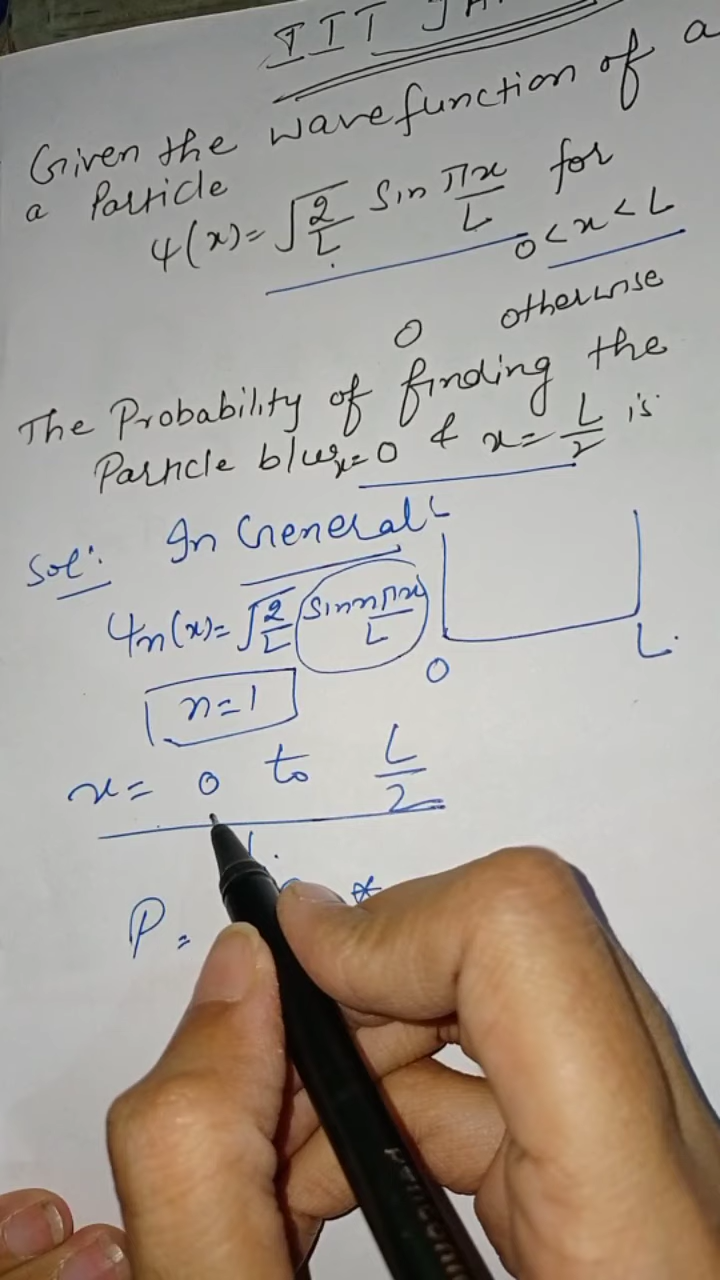 IIT JA
Given the wavefunction of a
a Particle
ψ(x)=√2/L Sin πx/L for
0<x<L
0 otherwise
The Probability of finding the
Particle b/w x=0 & x=L/2 is
Sol: In General
ψn(x)=√2/L Sin nπx/L
0 L
n=1
x= 0 to L/2
P = *